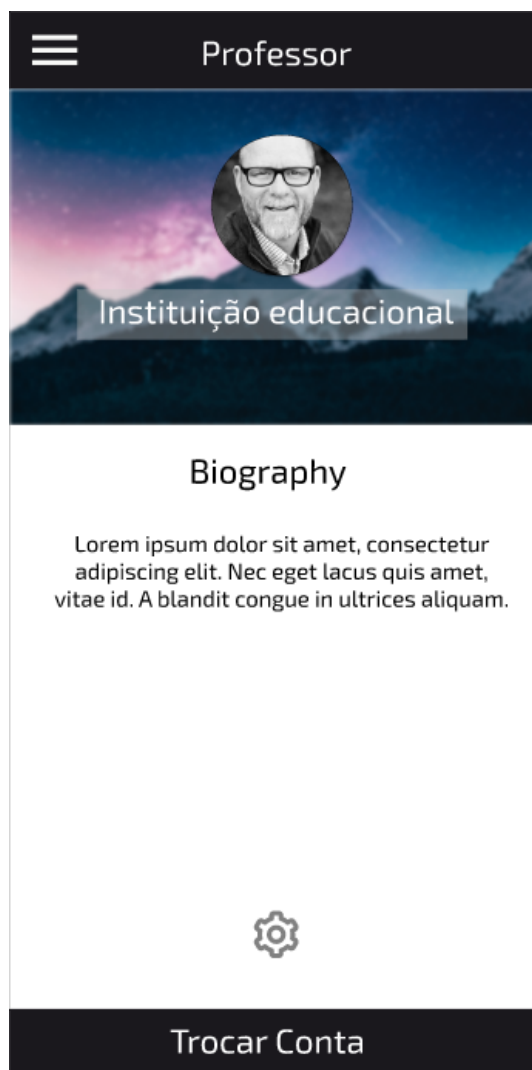 Professor
Instituição educacional
Biography
Lorem ipsum dolor sit amet, consectetur
adipiscing elit. Nec eget lacus quis amet,
vitae id. A blandit congue in ultrices aliquam.
Trocar Conta